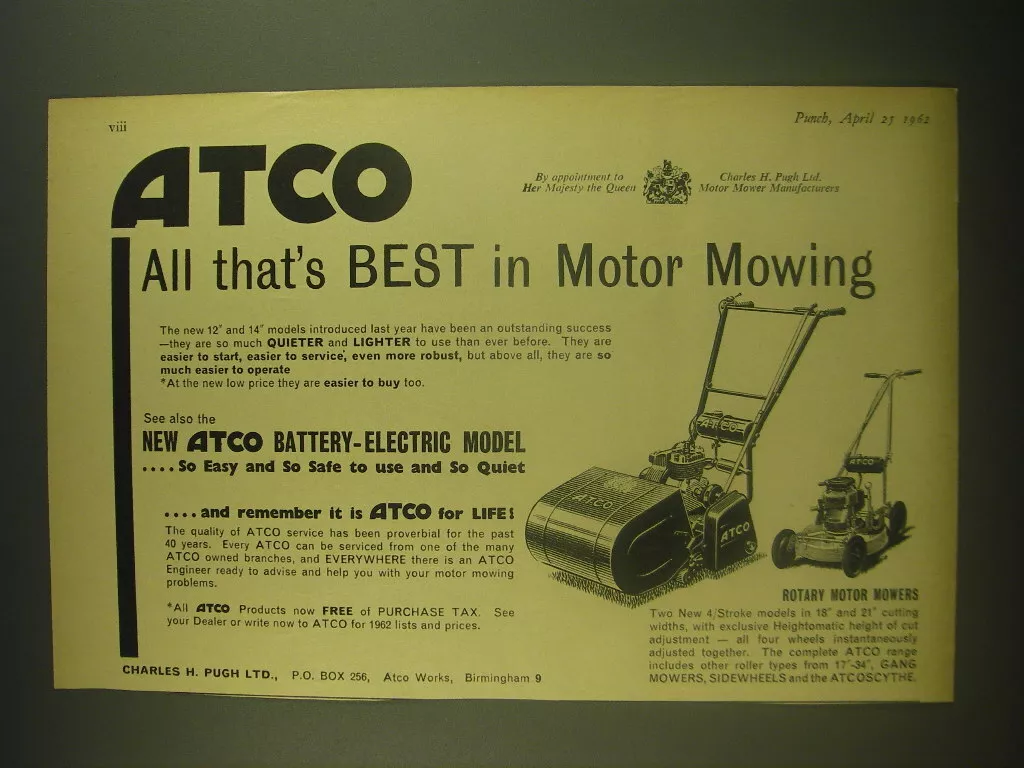 viii
Punch, April 25 1962
ATCO
By appointment to
Her Majesty the Queen
Charles H. Pugh Ltd.
Motor Mower Manufacturers
All that's BEST in Motor Mowing
The new 12" and 14" models introduced last year have been an outstanding success
—they are so much QUIETER and LIGHTER to use than ever before. They are
easier to start, easier to service, even more robust, but above all, they are so
much easier to operate
*At the new low price they are easier to buy too.
See also the
NEW ATCO BATTERY-ELECTRIC MODEL
....So Easy and So Safe to use and So Quiet
....and remember it is ATCO for LIFE!
The quality of ATCO service has been proverbial for the past
40 years. Every ATCO can be serviced from one of the many
ATCO owned branches, and EVERYWHERE there is an ATCO
Engineer ready to advise and help you with your motor mowing
problems.
*All ATCO Products now FREE of PURCHASE TAX. See
your Dealer or write now to ATCO for 1962 lists and prices.
CHARLES H. PUGH LTD., P.O. BOX 256, Atco Works, Birmingham 9
ATCO
ATCO
ATCO
ATCO
ROTARY MOTOR MOWERS
Two New 4/Stroke models in 18" and 21" cutting
widths, with exclusive Heightomatic height of cut
adjustment — all four wheels instantaneously
adjusted together. The complete ATCO range
includes other roller types from 17"-34", GANG
MOWERS, SIDEWHEELS and the ATCOSCYTHE.